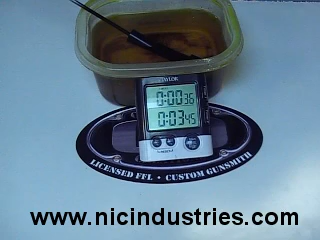 TAYLOR
0:00 36
0:03 45
LICENSED FFL • CUSTOM GUNSMITH
www.nicindustries.com